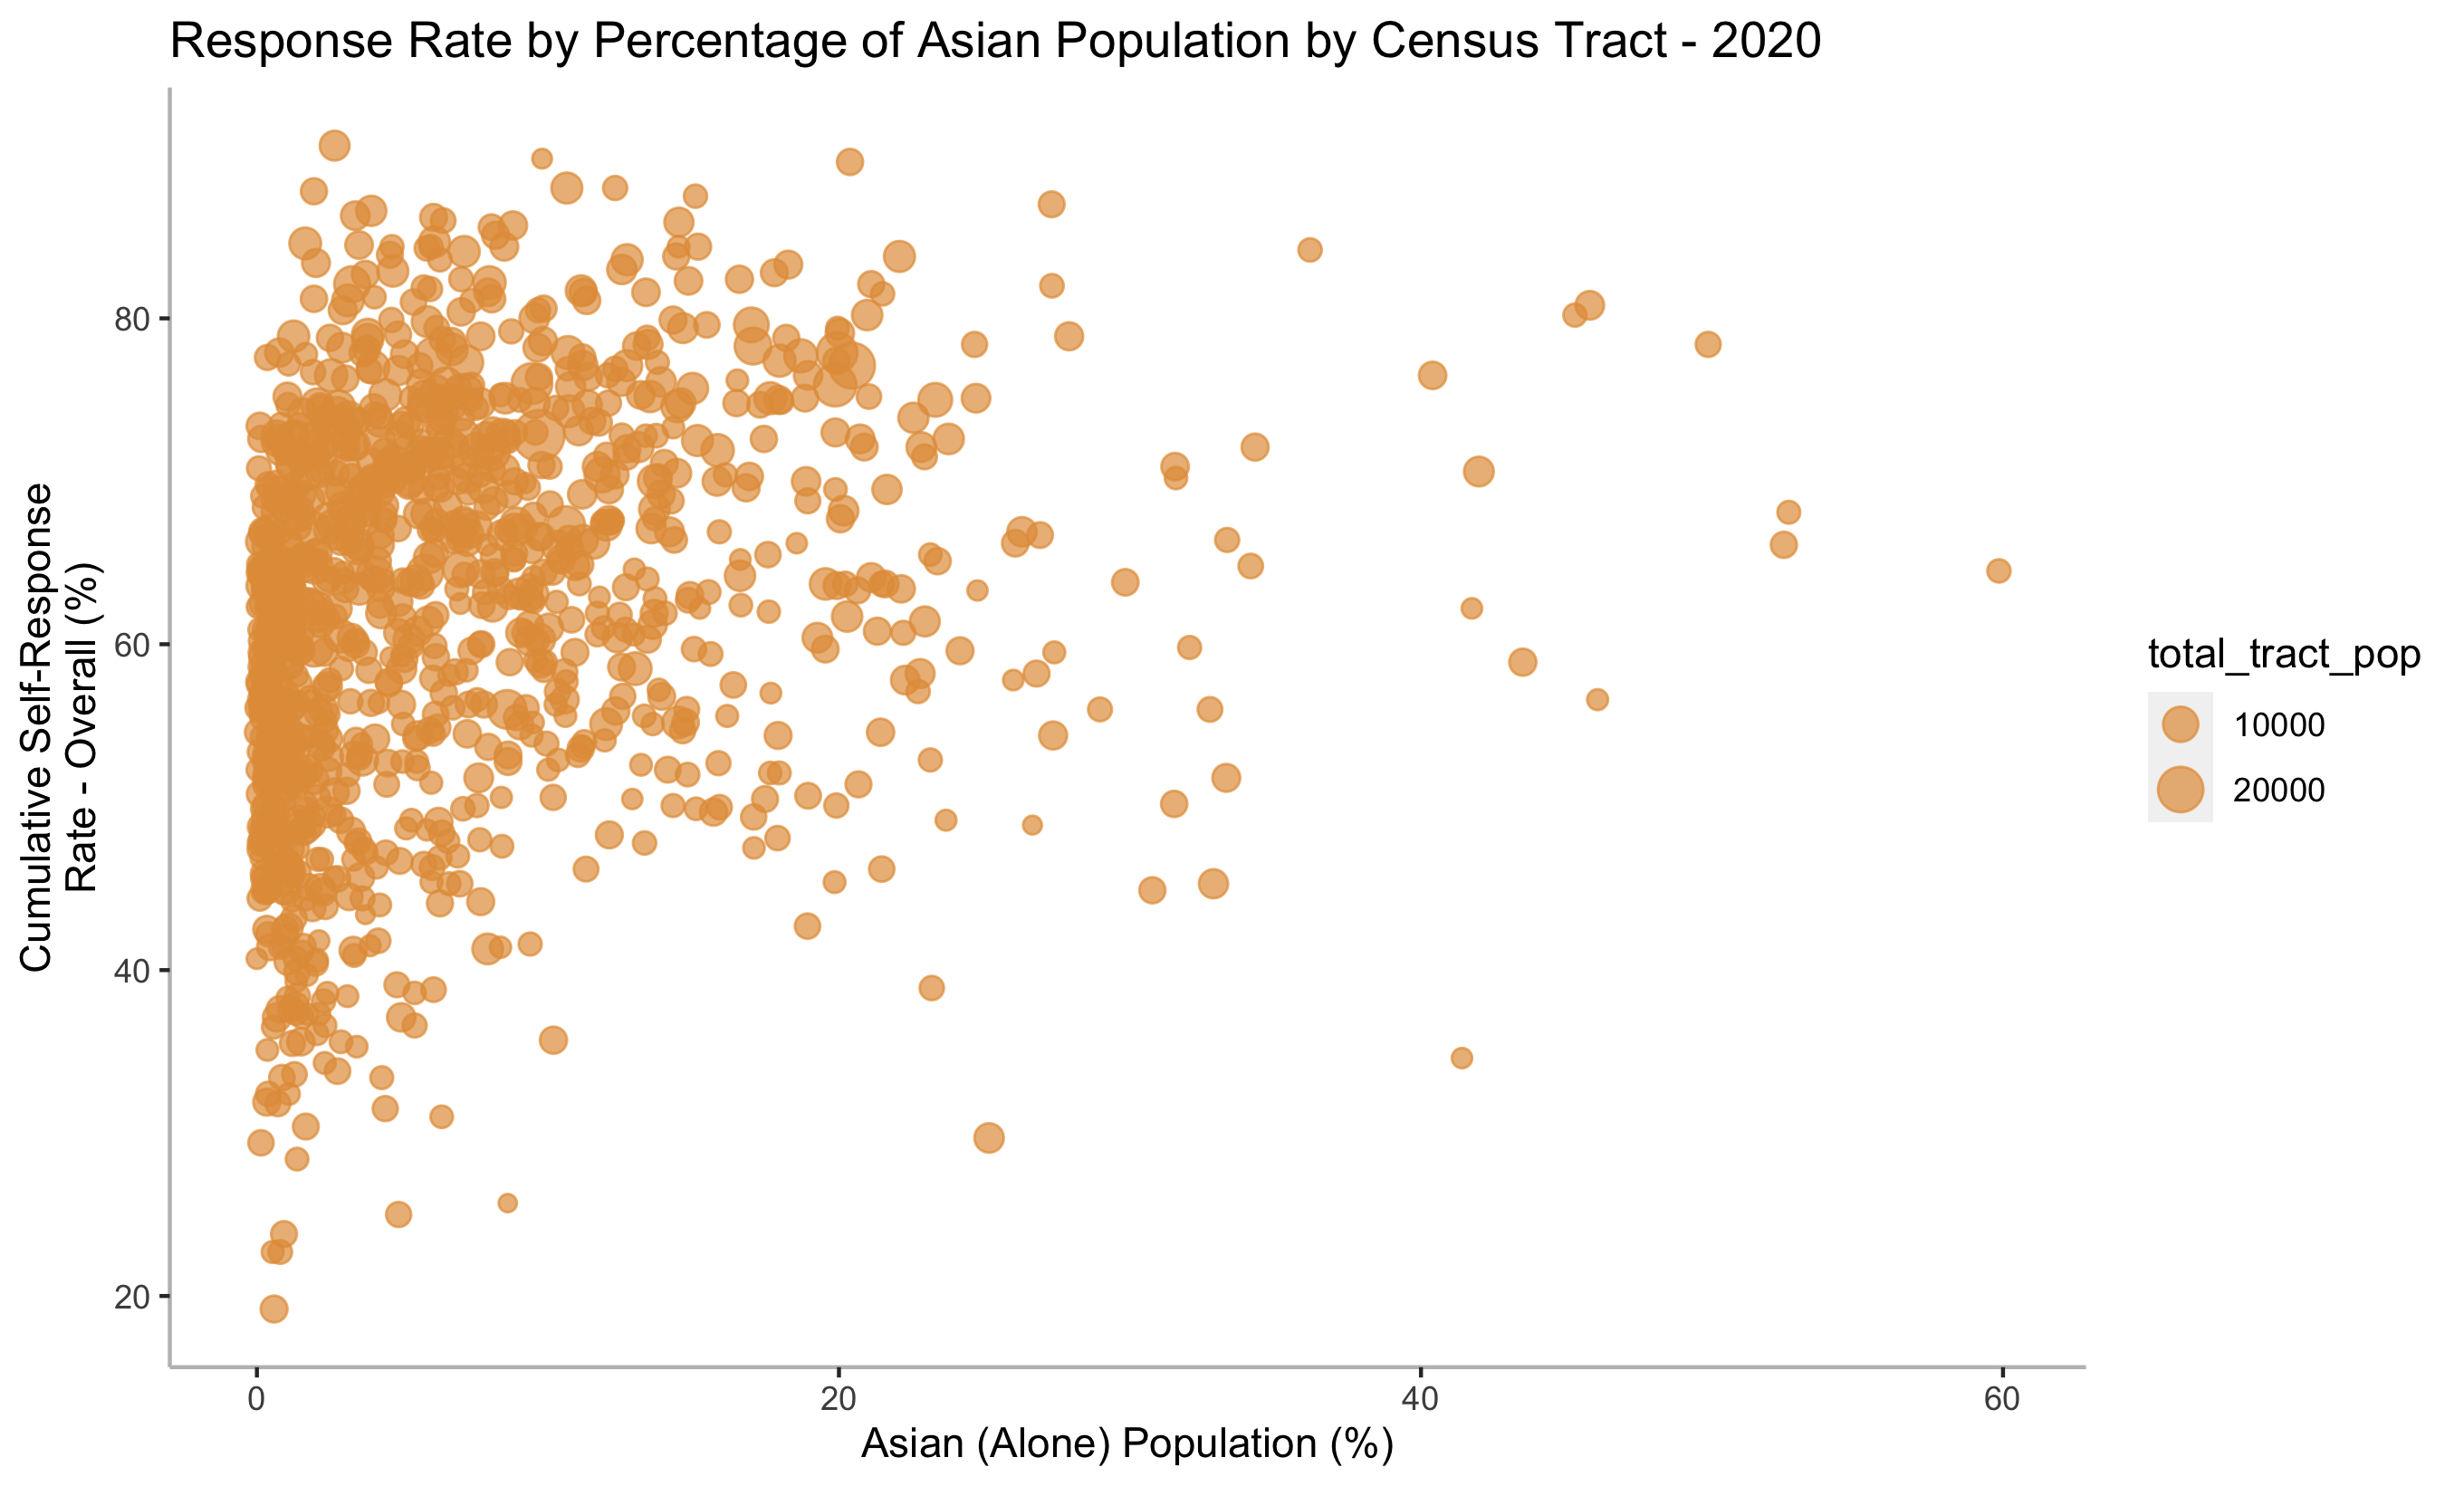 Response Rate by Percentage of Asian Population by Census Tract - 2020
Cumulative Self-Response
Rate - Overall (%)
80
60
40
20
0
20
40
60
Asian (Alone) Population (%)
total_tract_pop
10000
20000